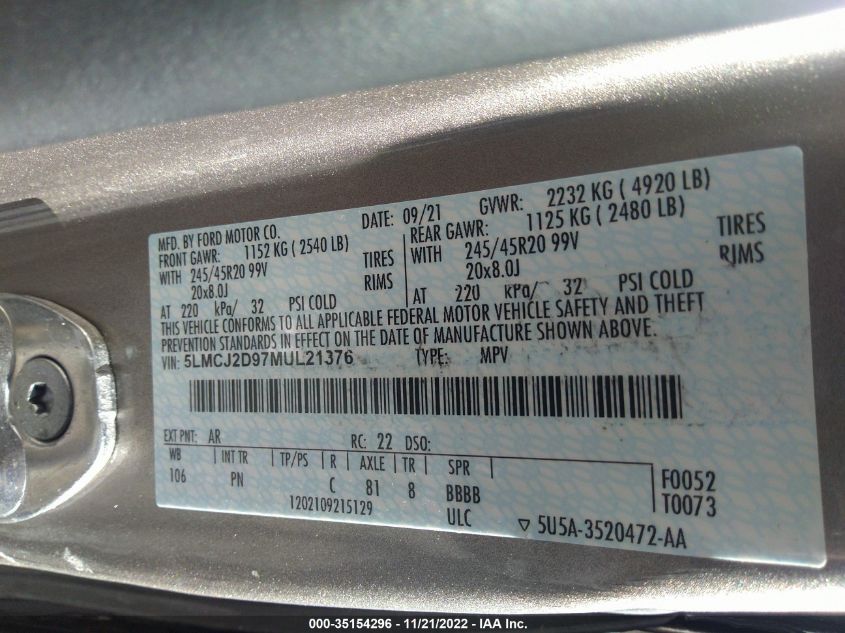 MFD. BY FORD MOTOR CO. DATE: 09/21 GVWR: 2232 KG ( 4920 LB)
FRONT GAWR: 1152 KG ( 2540 LB) REAR GAWR: 1125 KG ( 2480 LB)
WITH 245/45R20 99V TIRES WITH 245/45R20 99V TIRES
20x8.0J RIMS 20x8.0J RIMS
AT 220 kPa/ 32 PSI COLD AT 220 kPa/ 32 PSI COLD
THIS VEHICLE CONFORMS TO ALL APPLICABLE FEDERAL MOTOR VEHICLE SAFETY AND THEFT
PREVENTION STANDARDS IN EFFECT ON THE DATE OF MANUFACTURE SHOWN ABOVE.
VIN: 5LMCJ2D97MUL21376 TYPE: MPV
EXT PNT: AR RC: 22 DSO:
WB INT TR TP/PS R AXLE TR SPR F0052
106 PN C 81 8 BBBB T0073
1202109215129 ULC 5U5A-3520472-AA
000-35154296 - 11/21/2022 - IAA Inc.